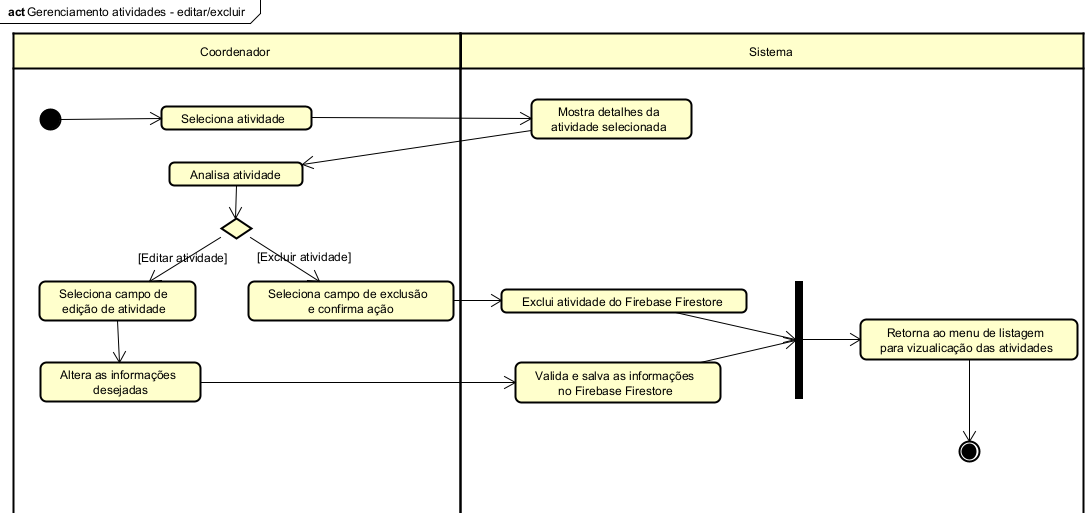 act Gerenciamento atividades - editar/excluir
Coordenador
Sistema
Seleciona atividade
Mostra detalhes da
atividade selecionada
Analisa atividade
[Editar atividade]
[Excluir atividade]
Seleciona campo de
edição de atividade
Seleciona campo de exclusão
e confirma ação
Exclui atividade do Firebase Firestore
Retorna ao menu de listagem
para vizualicação das atividades
Altera as informações
desejadas
Valida e salva as informações
no Firebase Firestore